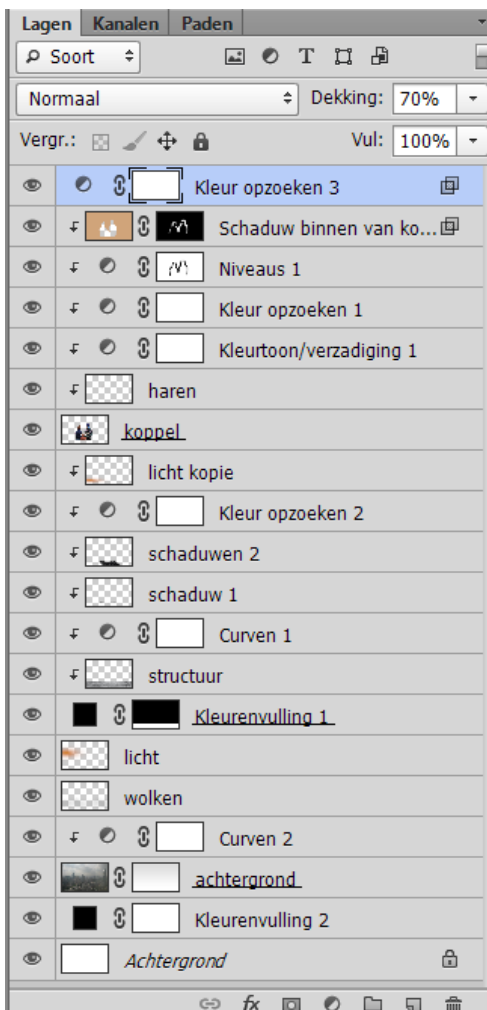 Lagen Kanalen Paden
Soort
Normaal Dekking: 70%
Vergr.: Vul: 100%
Kleur opzoeken 3
Schaduw binnen van ko...
Niveaus 1
Kleur opzoeken 1
Kleurtoon/verzadiging 1
haren
koppel
licht kopie
Kleur opzoeken 2
schaduwen 2
schaduw 1
Curven 1
structuur
Kleurenvulling 1
licht
wolken
Curven 2
achtergrond
Kleurenvulling 2
Achtergrond
fx